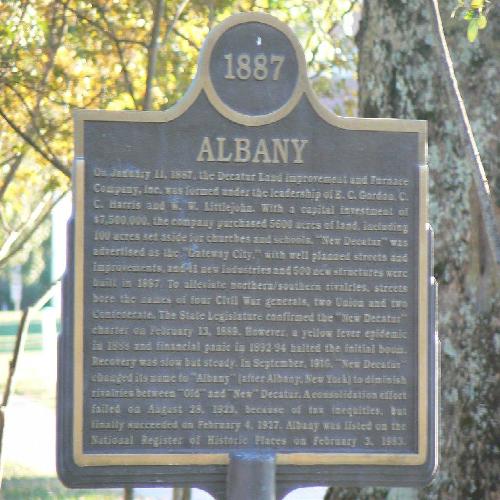 1887
ALBANY
On January 11, 1887, the Decatur Land Improvement and Furnace
Company, Inc. was formed under the leadership of E. C. Gordon, C.
C. Harris and W. W. Littlejohn. With a capital investment of
$7,500,000, the company purchased 5600 acres of land, including
100 acres set aside for churches and schools. "New Decatur" was
advertised as the "Gateway City," with well planned streets and
improvements, and 11 new industries and 500 new structures were
built in 1887. To alleviate northern/southern rivalries, streets
bore the names of four Civil War generals, two Union and two
Confederate. The State Legislature confirmed the "New Decatur"
charter on February 13, 1889. However, a yellow fever epidemic
in 1888 and financial panic in 1892-94 halted the initial boom.
Recovery was slow but steady. In September, 1916, "New Decatur"
changed its name to "Albany" (after Albany, New York) to diminish
rivalries between "Old" and "New" Decatur. A consolidation effort
failed on August 28, 1923, because of tax inequities, but
finally succeeded on February 4, 1927. Albany was listed on the
National Register of Historic Places on February 3, 1983.